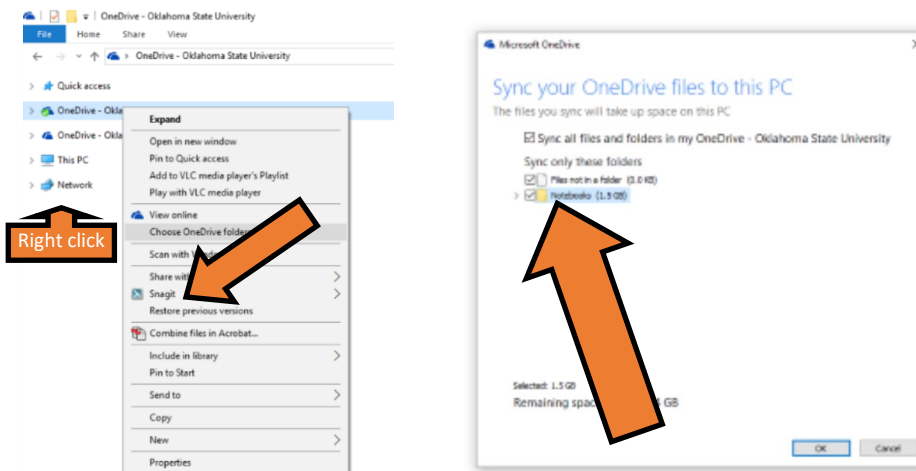 OneDrive - Oklahoma State University
File Home Share View
OneDrive - Oklahoma State University
Quick access
OneDrive - Okla
OneDrive - Okla
This PC
Network
Right click
Expand
Open in new window
Pin to Quick access
Add to VLC media player's Playlist
Play with VLC media player
View online
Choose OneDrive folder
Scan with
Share with
Snagit
Restore previous versions
Combine files in Acrobat...
Include in library
Pin to Start
Send to
Copy
New
Properties
Microsoft OneDrive
Sync your OneDrive files to this PC
The files you sync will take up space on this PC
Sync all files and folders in my OneDrive - Oklahoma State University
Sync only these folders
Files not in a folder (0.0 KB)
Notebooks (1.5 GB)
Selected: 1.5 GB
Remaining spac GB
OK Cancel